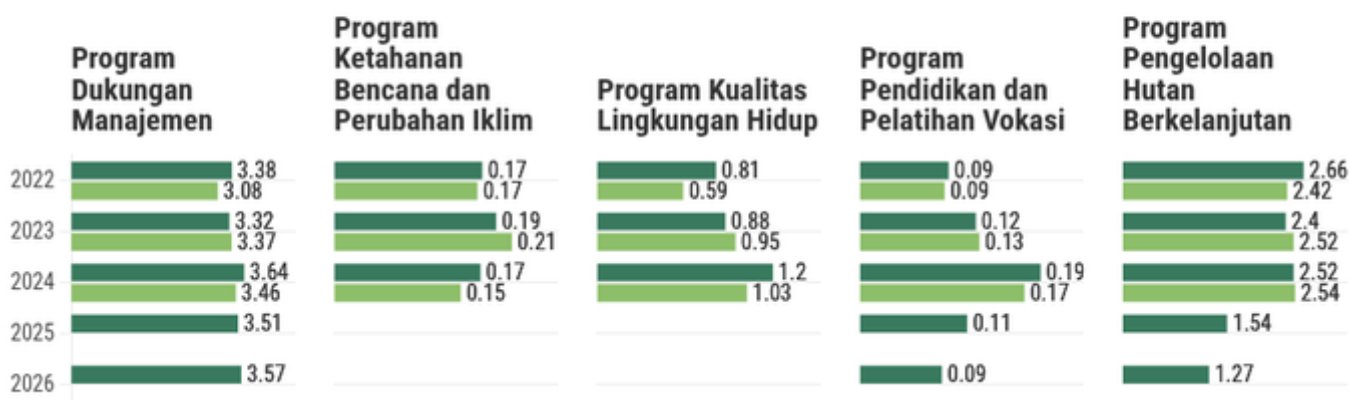 Program
Dukungan
Manajemen
Program
Ketahanan
Bencana dan
Perubahan Iklim
Program Kualitas
Lingkungan Hidup
Program
Pendidikan dan
Pelatihan Vokasi
Program
Pengelolaan
Hutan
Berkelanjutan
2022 3.38 0.17 0.81 0.09 2.66
3.08 0.17 0.59 0.09 2.42
2023 3.32 0.19 0.88 0.12 2.4
3.37 0.21 0.95 0.13 2.52
2024 3.64 0.17 1.2 0.19 2.52
3.46 0.15 1.03 0.17 2.54
2025 3.51 0.11 1.54
2026 3.57 0.09 1.27